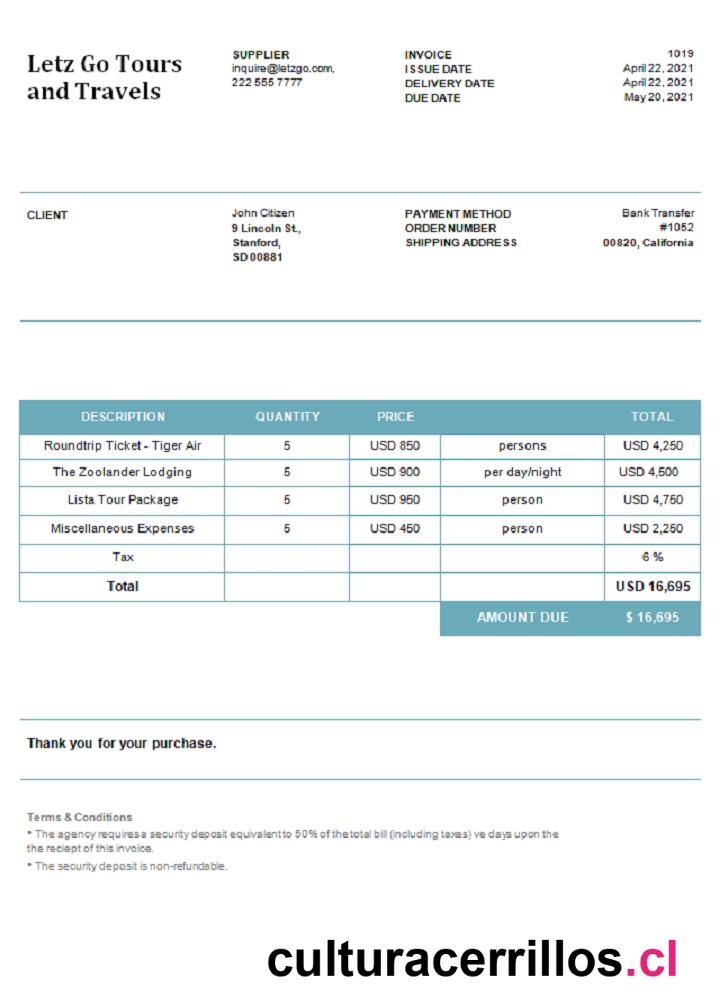 Letz Go Tours
and Travels
SUPPLIER
inquire@letzgo.com,
222 555 7777
INVOICE 1019
ISSUE DATE April 22, 2021
DELIVERY DATE April 22, 2021
DUE DATE May 20, 2021
CLIENT
John Citizen
9 Lincoln St.,
Stanford,
SD 00881
PAYMENT METHOD Bank Transfer
ORDER NUMBER #1052
SHIPPING ADDRESS 00820, California
DESCRIPTION QUANTITY PRICE TOTAL
Roundtrip Ticket - Tiger Air 5 USD 850 persons USD 4,250
The Zoolander Lodging 5 USD 900 per day/night USD 4,500
Lista Tour Package 5 USD 950 person USD 4,750
Miscellaneous Expenses 5 USD 450 person USD 2,250
Tax 6 %
Total USD 16,695
AMOUNT DUE $ 16,695
Thank you for your purchase.
Terms & Conditions
* The agency requires a security deposit equivalent to 50% of the total bill (including taxes) ve days upon the
the reciept of this invoice.
* The security deposit is non-refundable.
culturacerrillos.cl